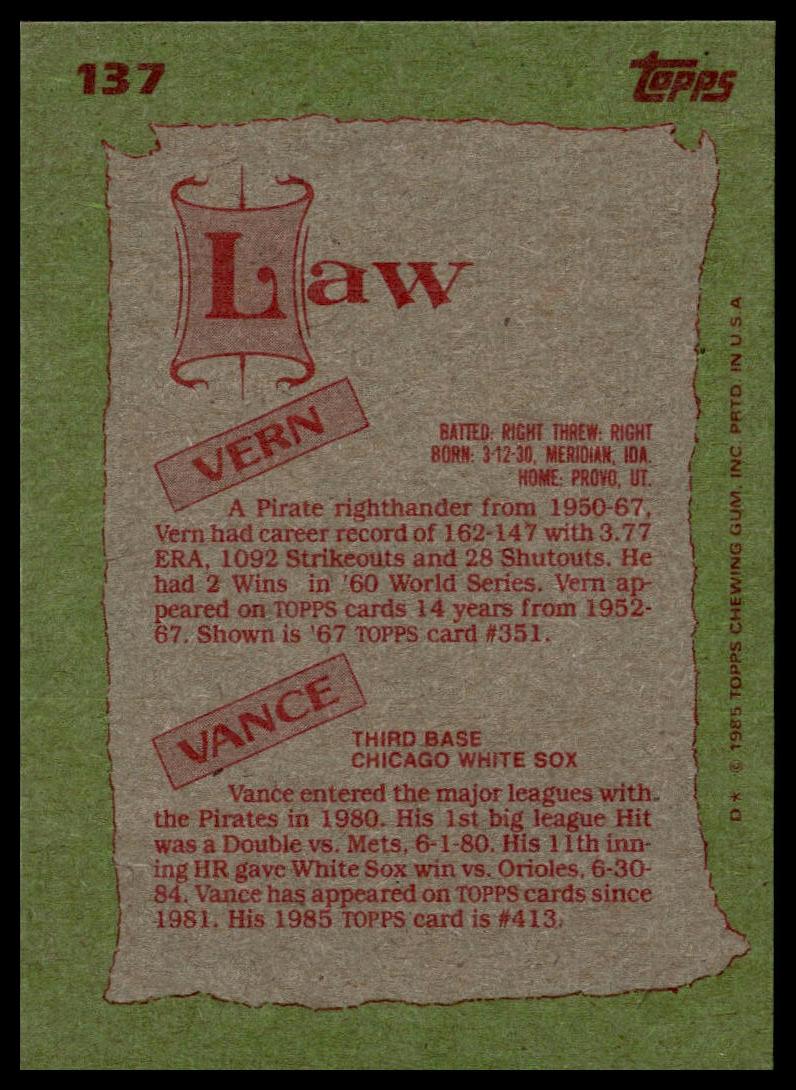 137
Topps
Law
VERN
BATTED: RIGHT THREW: RIGHT
BORN: 3-12-30, MERIDIAN, IDA.
HOME: PROVO, UT.
A Pirate righthander from 1950-67,
Vern had career record of 162-147 with 3.77
ERA, 1092 Strikeouts and 28 Shutouts. He
had 2 Wins in '60 World Series. Vern ap-
peared on TOPPS cards 14 years from 1952-
67. Shown is '67 TOPPS card #351.
VANCE
THIRD BASE
CHICAGO WHITE SOX
Vance entered the major leagues with
the Pirates in 1980. His 1st big league Hit
was a Double vs. Mets, 6-1-80. His 11th inn-
ing HR gave White Sox win vs. Orioles, 6-30-
84. Vance has appeared on TOPPS cards since
1981. His 1985 TOPPS card is #413.
D* © 1985 TOPPS CHEWING GUM, INC. PRTD. IN U.S.A